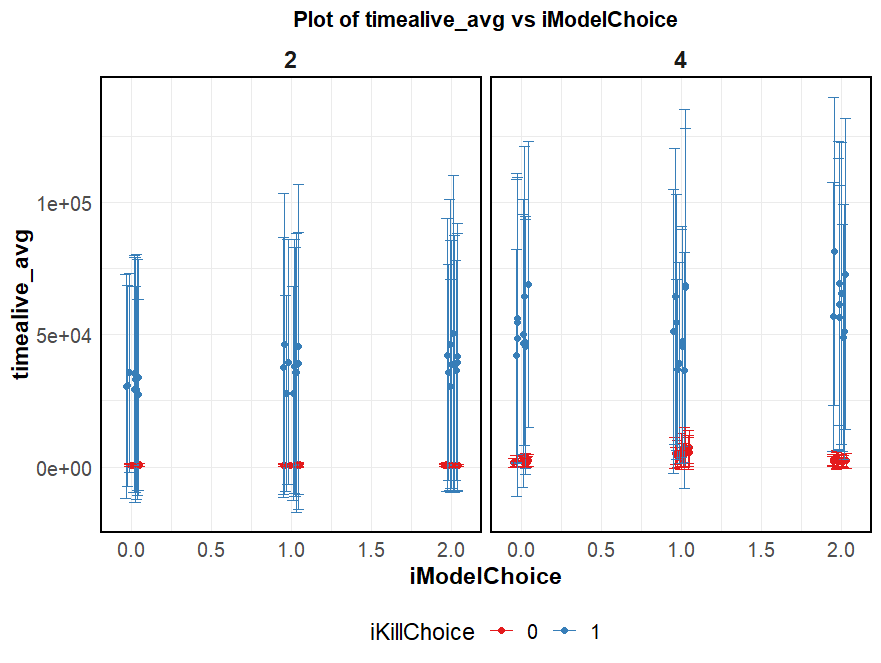 Plot of timealive_avg vs iModelChoice
2 4
1e+05
5e+04
0e+00
timealive_avg
0.0 0.5 1.0 1.5 2.0 0.0 0.5 1.0 1.5 2.0
iModelChoice
iKillChoice 0 1